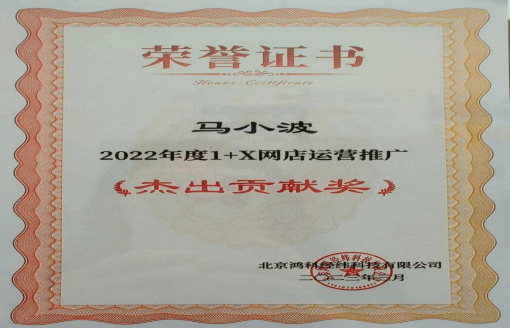 荣誉证书
Honor Certificate
马小波
2022年度1+X网店运营推广
杰出贡献奖
北京鸿科经纬科技有限公司